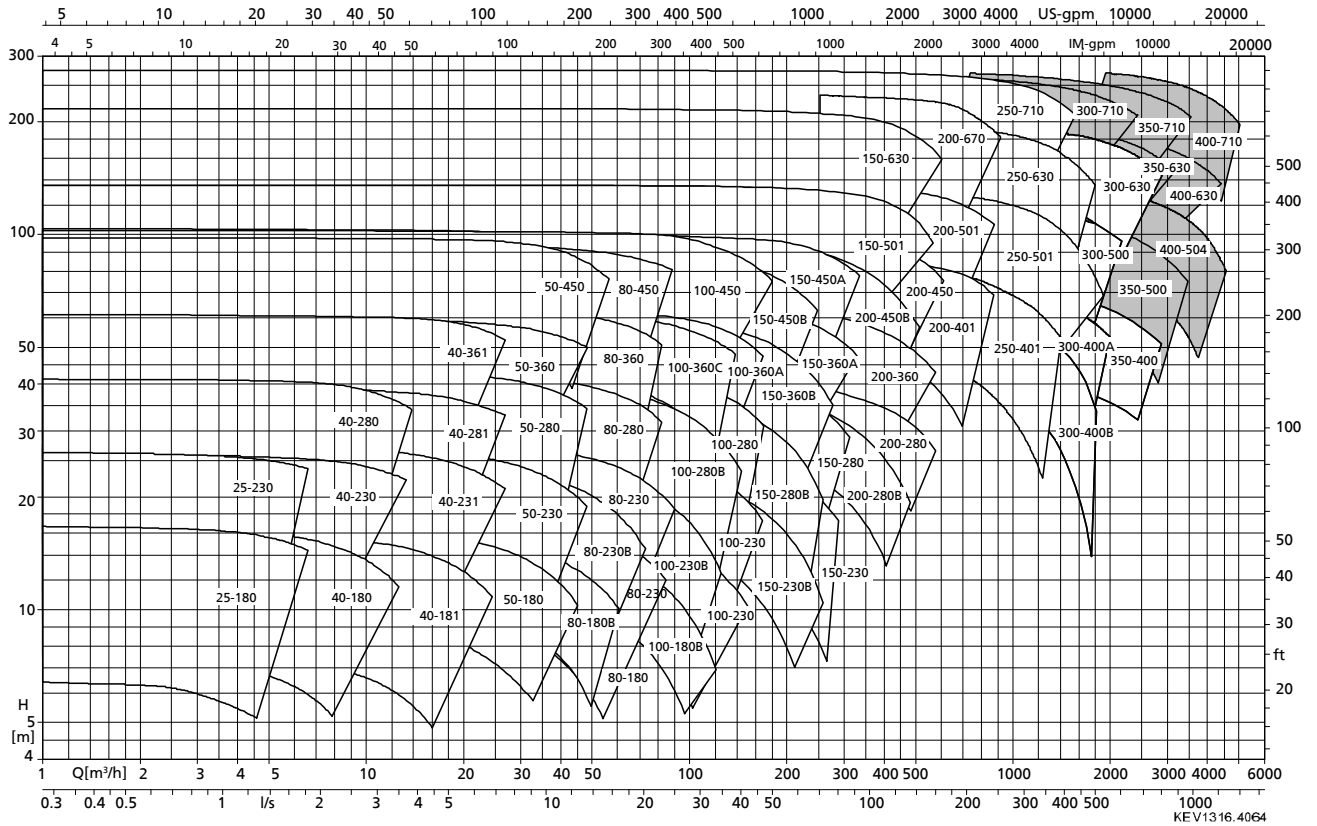 5 10 20 30 40 50 100 200 300 400 500 1000 2000 3000 4000 US-gpm 10000 20000
4 5 10 20 30 40 50 100 200 300 400 500 1000 2000 3000 4000 IM-gpm 10000 20000
300
250-710 300-710
200 350-710
200-670 400-710
150-630 500
350-630
250-630 300-630
400-630 400
200-501
100
150-501 400-504 300
250-501 300-500
150-450A
50-450 80-450 100-450 200-450 350-500
200
150-450B 200-450B
200-401
50 40-361 250-401 300-400A
80-360 350-400
50-360 100-360C 100-360A 150-360A
40 200-360
150-360B
40-280 100
30 40-281 50-280 80-280 300-400B
100-280 200-280
150-280
100-280B
25-230
40-230 150-280B 200-280B
20 40-231 80-230
50-230
50
80-230B 100-230
100-230B 150-230 40
150-230B
25-180 40-180 50-180 80-230
10
40-181 100-230
80-180B 30
100-180B
ft
80-180 20
H
5
[m]
4
1 Q[m³/h] 2 3 4 5 10 20 30 40 50 100 200 300 400 500 1000 2000 3000 4000 6000
0.3 0.4 0.5 1 l/s 2 3 4 5 10 20 30 40 50 100 200 300 400 500 1000
KEV1316.4064